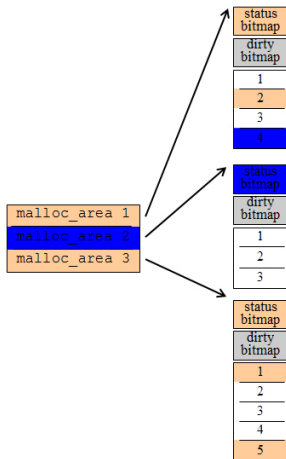 status
bitmap
dirty
bitmap
1
2
3
4
malloc_area 1
malloc_area 2
malloc_area 3
status
bitmap
dirty
bitmap
1
2
3
status
bitmap
dirty
bitmap
1
2
3
4
5